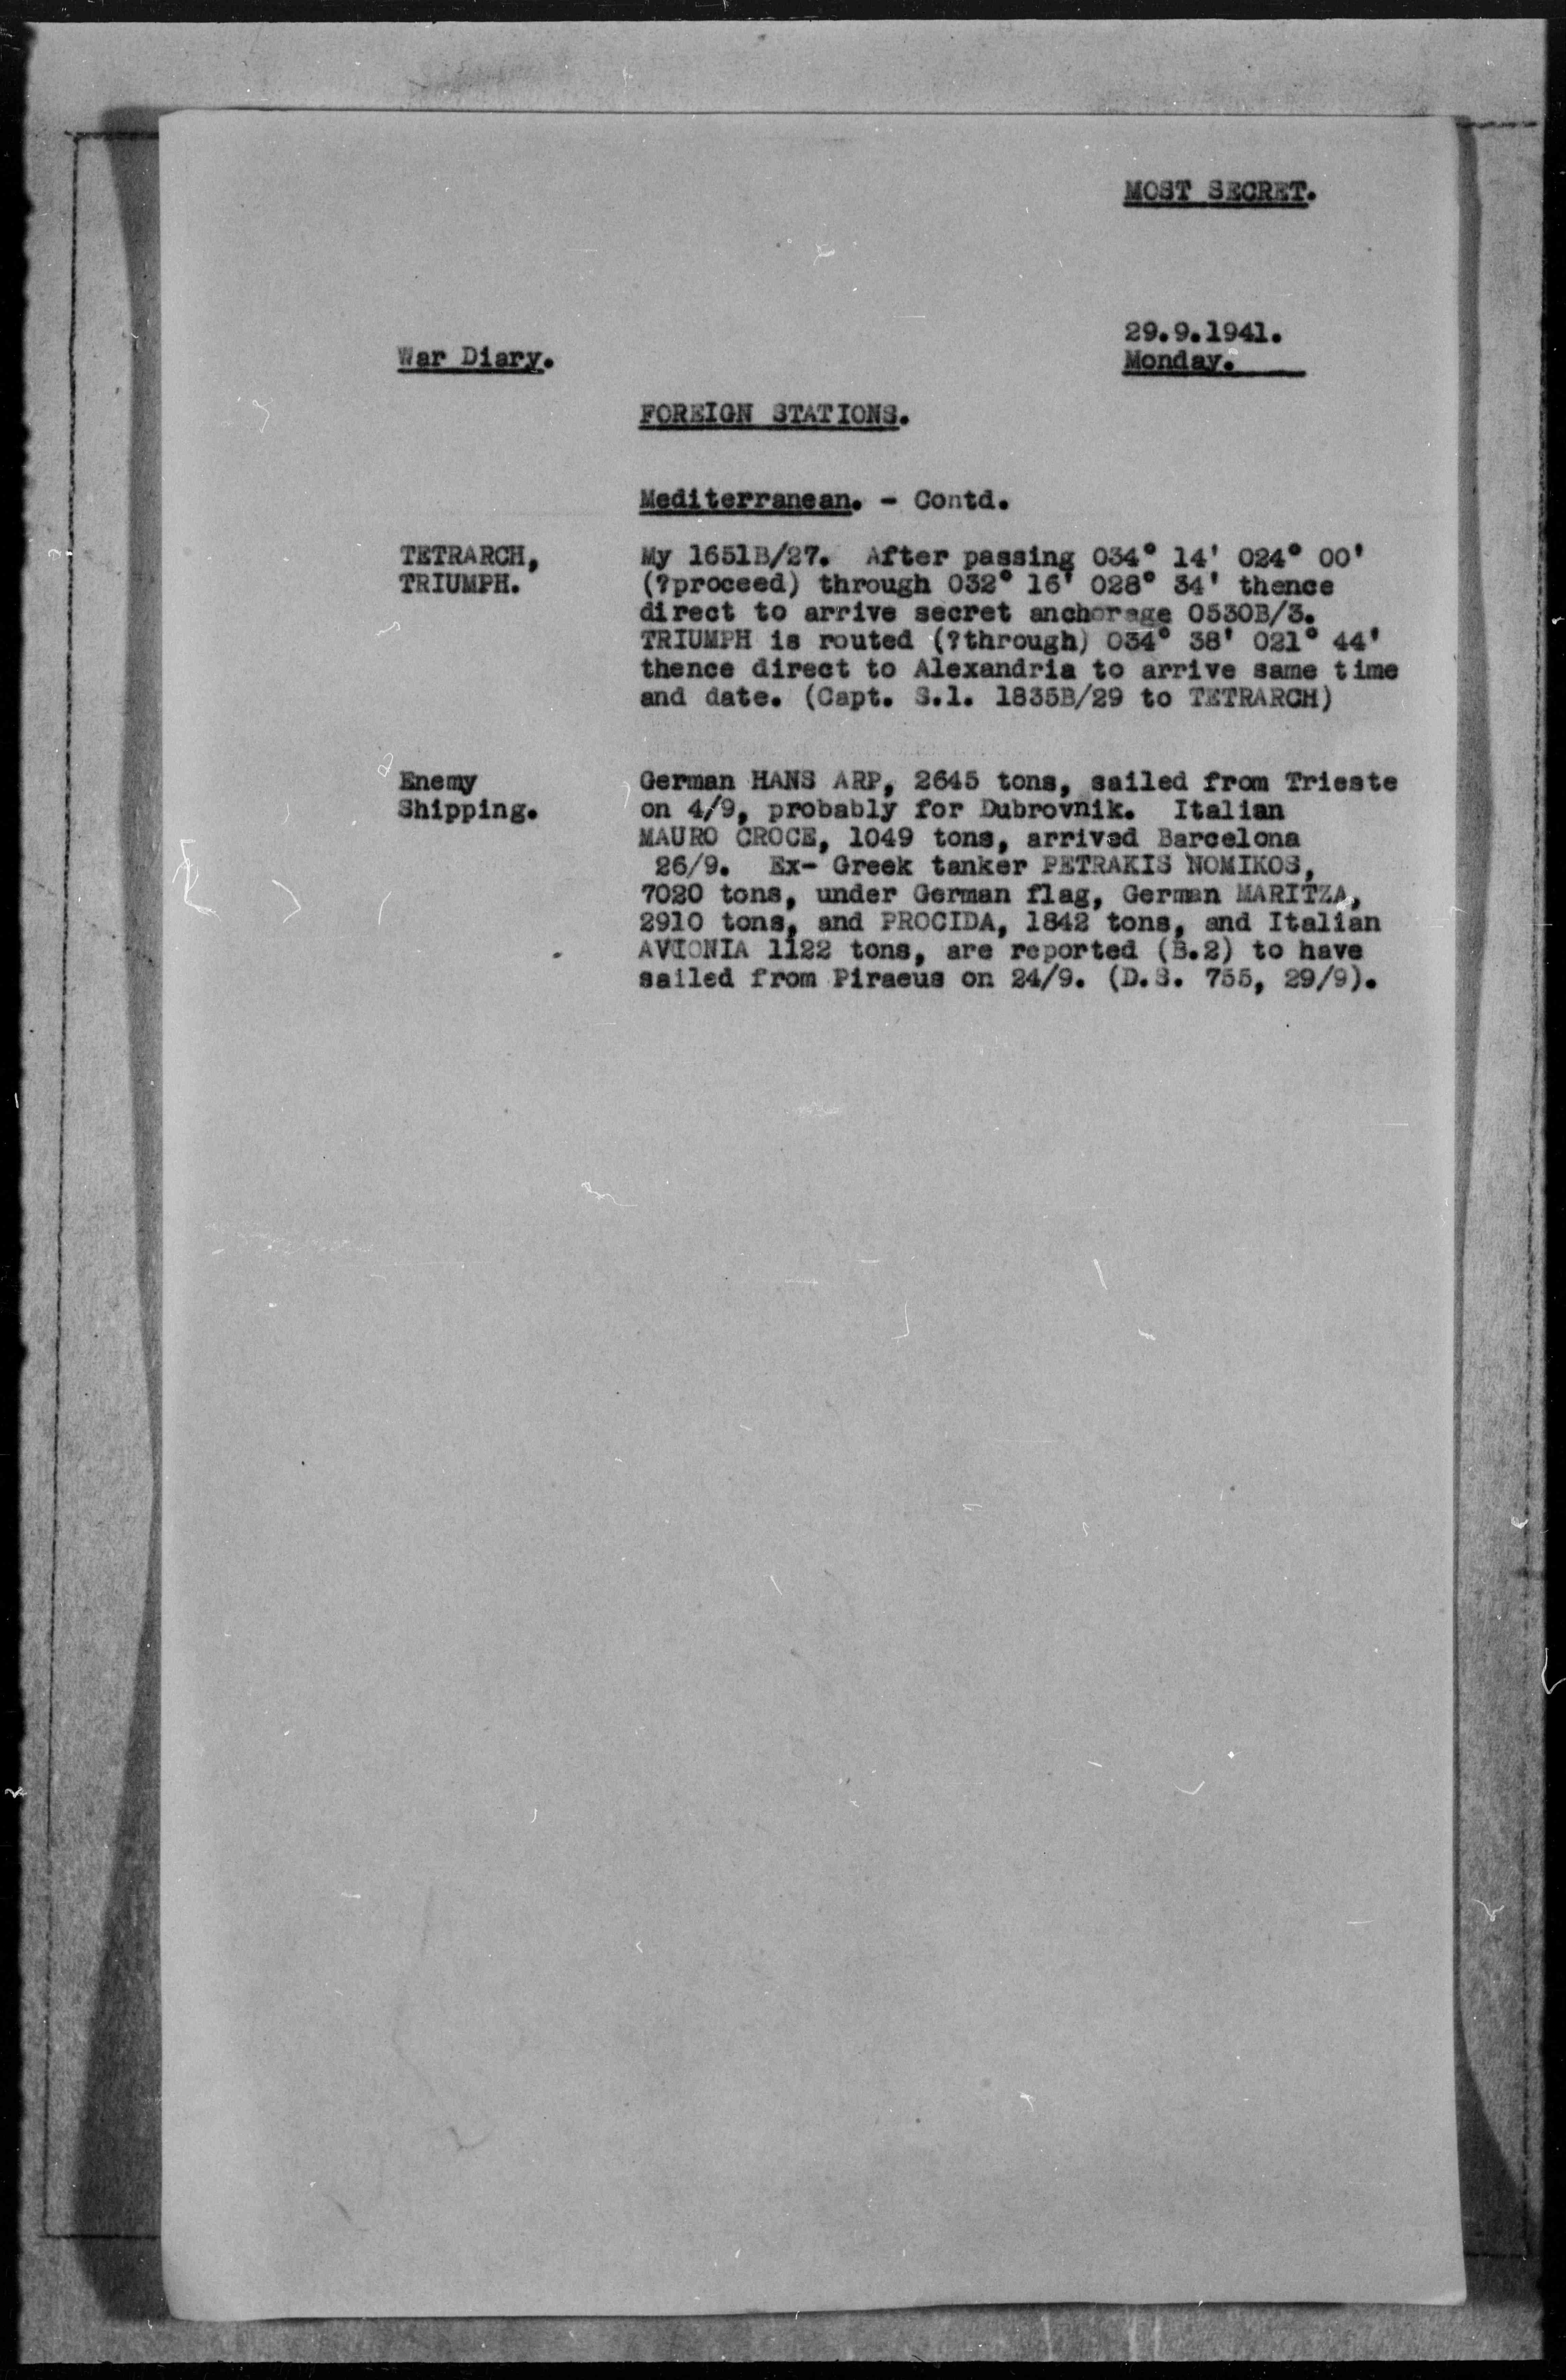 MOST SECRET.
29.9.1941.
War Diary.
Monday.
FOREIGN STATIONS.
Mediterranean. - Contd.
TETRARCH, My 1651B/27. After passing 034° 14' 024° 00'
TRIUMPH. (?proceed) through 032° 16' 028° 34' thence
direct to arrive secret anchorage 0530B/3.
TRIUMPH is routed (?through) 034° 38' 021° 44'
thence direct to Alexandria to arrive same time
and date. (Capt. S.1. 1835B/29 to TETRARCH)
Enemy German HANS ARP, 2645 tons, sailed from Trieste
Shipping. on 4/9, probably for Dubrovnik. Italian
MAURO CROCE, 1049 tons, arrived Barcelona
26/9. Ex- Greek tanker PETRAKIS NOMIKOS,
7020 tons, under German flag, German MARITZA,
2910 tons, and PROCIDA, 1842 tons, and Italian
AVIONIA 1122 tons, are reported (B.2) to have
sailed from Piraeus on 24/9. (D.S. 755, 29/9).